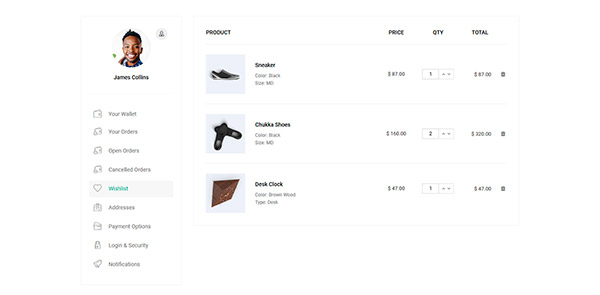 James Collins
Your Wallet
Your Orders
Open Orders
Cancelled Orders
Wishlist
Addresses
Payment Options
Login & Security
Notifications
PRODUCT PRICE QTY TOTAL
Sneaker
Color: Black
Size: MD
$ 87.00 1 $ 87.00
Chukka Shoes
Color: Black
Size: MD
$ 160.00 2 $ 320.00
Desk Clock
Color: Brown Wood
Type: Desk
$ 47.00 1 $ 47.00